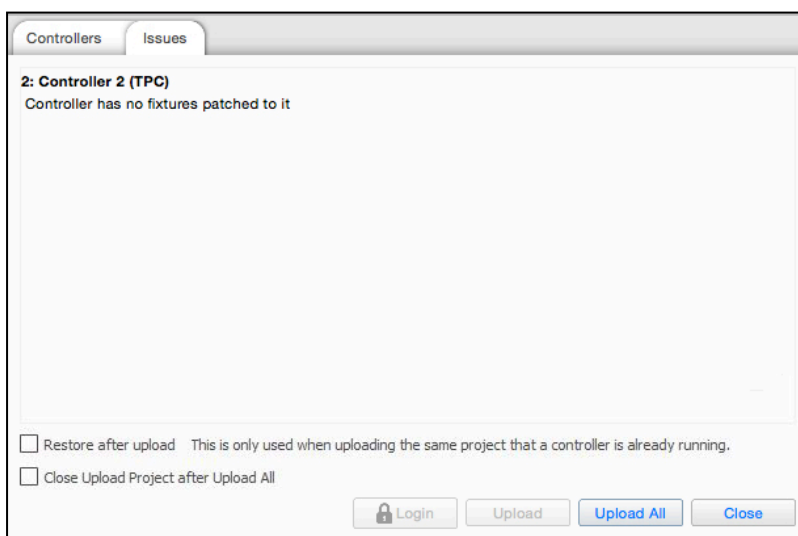 Controllers Issues
2: Controller 2 (TPC)
Controller has no fixtures patched to it
Restore after upload This is only used when uploading the same project that a controller is already running.
Close Upload Project after Upload All
Login Upload Upload All Close